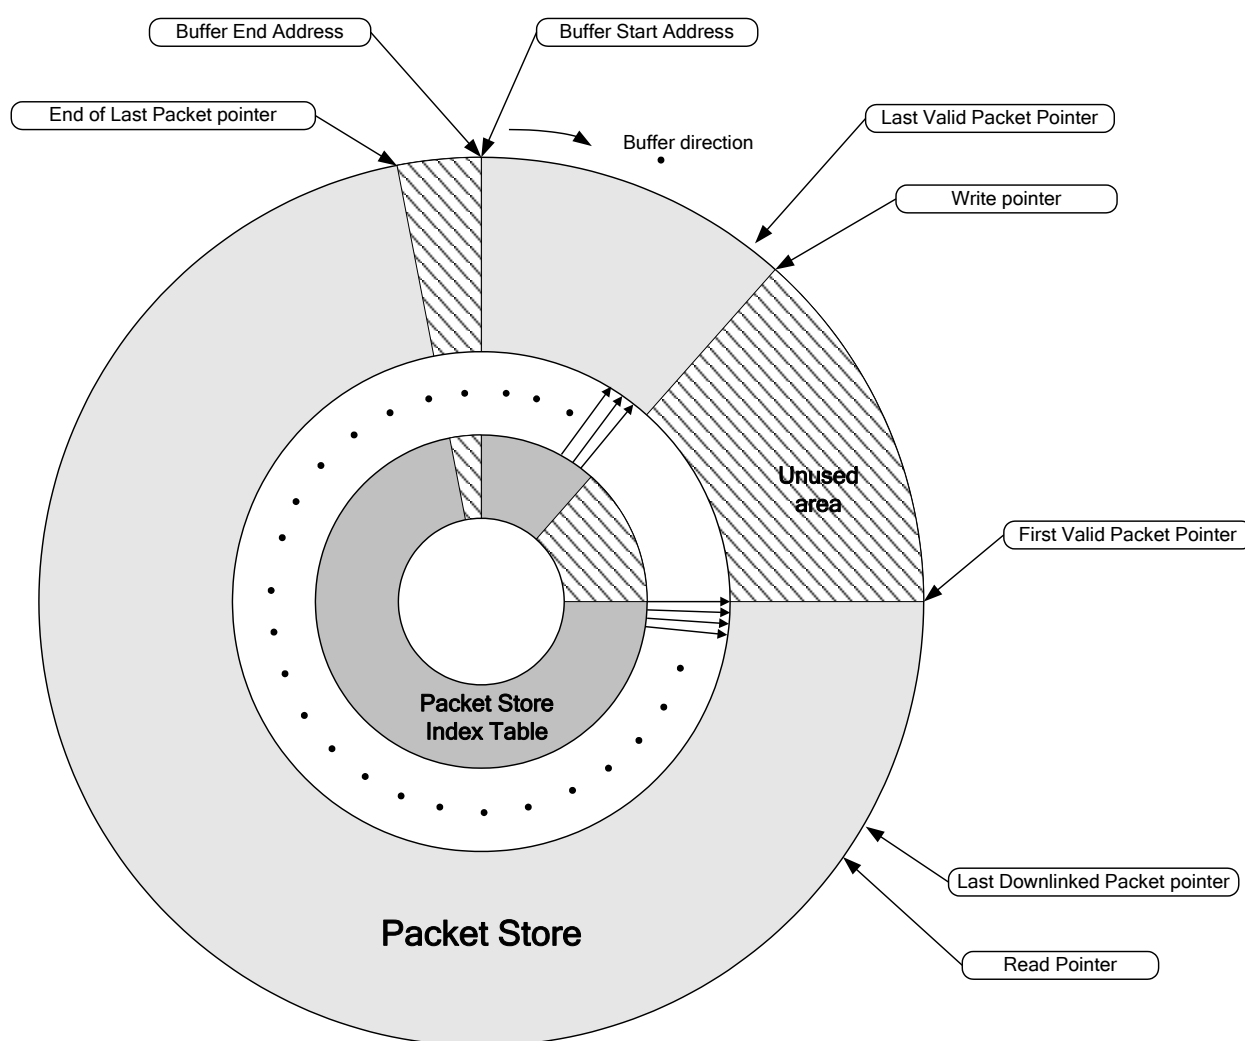 Buffer End Address
Buffer Start Address
End of Last Packet pointer
Last Valid Packet Pointer
Buffer direction
Write pointer
Unused
area
First Valid Packet Pointer
Packet Store
Index Table
Last Downlinked Packet pointer
Packet Store
Read Pointer